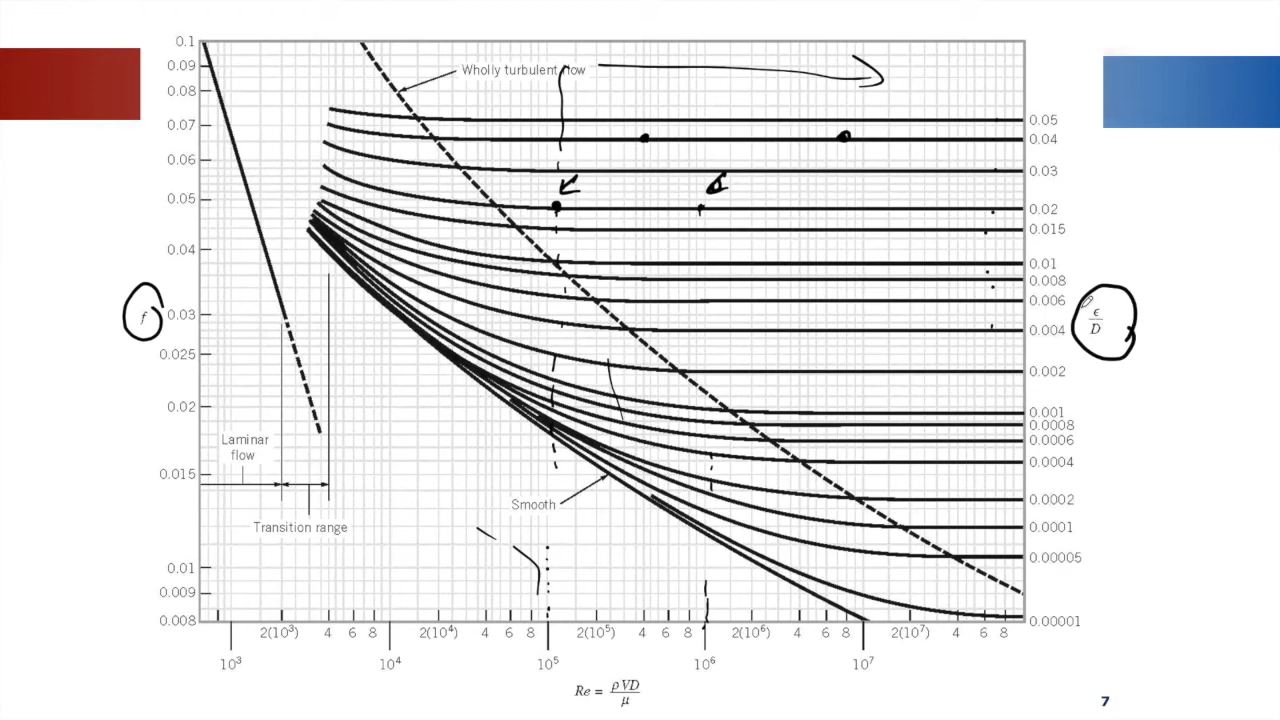 0.1
0.09
0.08
0.07
0.06
0.05
0.04
0.03
0.025
0.02
0.015
0.01
0.009
0.008
f
Wholly turbulent flow
Laminar
flow
Transition range
Smooth
0.05
0.04
0.03
0.02
0.015
0.01
0.008
0.006
0.004
0.002
0.001
0.0008
0.0006
0.0004
0.0002
0.0001
0.00005
0.00001
ϵ
D
2(10³) 4 6 8 2(10⁴) 4 6 8 2(10⁵) 4 6 8 2(10⁶) 4 6 8 2(10⁷) 4 6 8
10³ 10⁴ 10⁵ 10⁶ 10⁷
Re = ρVD
μ
7